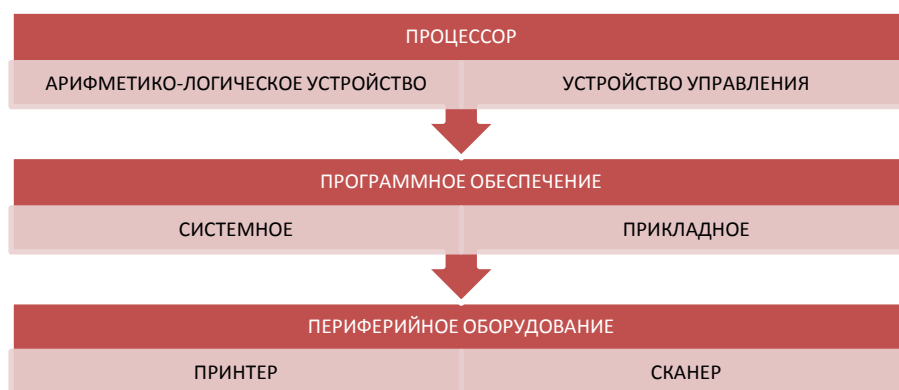 ПРОЦЕССОР
АРИФМЕТИКО-ЛОГИЧЕСКОЕ УСТРОЙСТВО
УСТРОЙСТВО УПРАВЛЕНИЯ
ПРОГРАММНОЕ ОБЕСПЕЧЕНИЕ
СИСТЕМНОЕ
ПРИКЛАДНОЕ
ПЕРИФЕРИЙНОЕ ОБОРУДОВАНИЕ
ПРИНТЕР
СКАНЕР